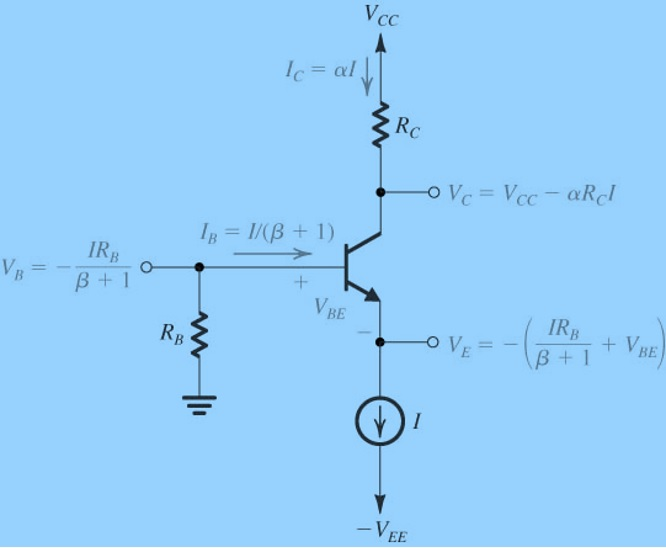 V_CC
I_C = αI
R_C
V_C = V_CC − αR_C I
I_B = I/(β + 1)
V_B = − IR_B / β + 1
+
V_BE
−
R_B
V_E = −(IR_B / β + 1 + V_BE)
I
−V_EE